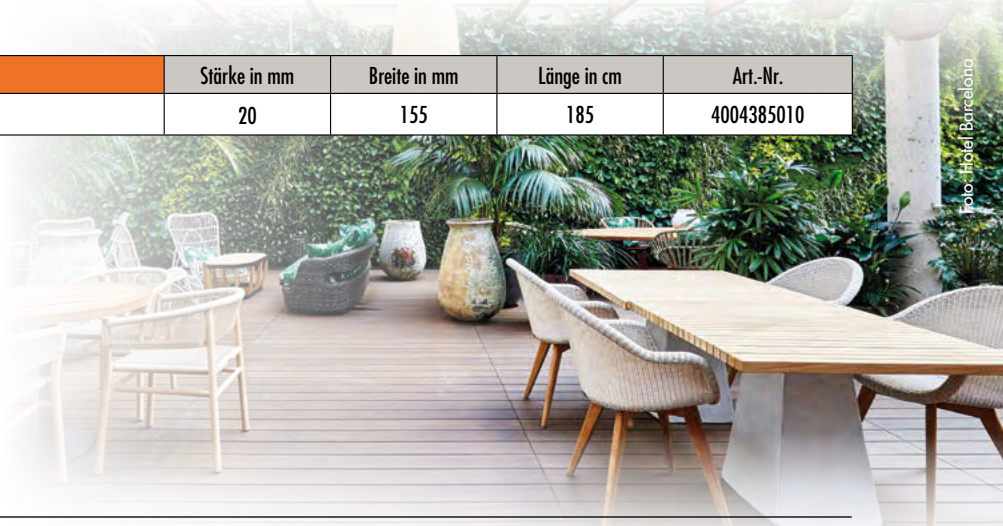 Stärke in mm Breite in mm Länge in cm Art.-Nr.
20 155 185 4004385010
Foto: Hotel Barcelona